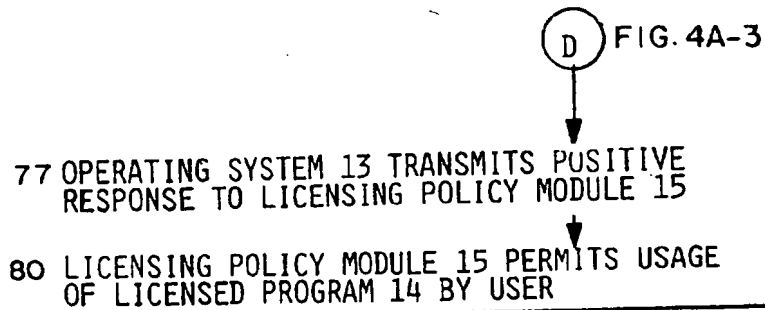 D FIG. 4A-3
77 OPERATING SYSTEM 13 TRANSMITS POSITIVE
RESPONSE TO LICENSING POLICY MODULE 15
80 LICENSING POLICY MODULE 15 PERMITS USAGE
OF LICENSED PROGRAM 14 BY USER